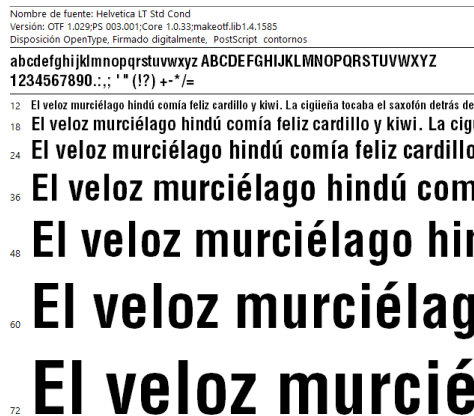 Nombre de fuente: Helvetica LT Std Cond
Versión: OTF 1.029;PS 003.001;Core 1.0.33;makeotf.lib1.4.1585
Disposición OpenType, Firmado digitalmente, PostScript contornos
abcdefghijklmnopqrstuvwxyz ABCDEFGHIJKLMNOPQRSTUVWXYZ
1234567890.:,; ' " (!?) +-*/=
12 El veloz murciélago hindú comía feliz cardillo y kiwi. La cigüeña tocaba el saxofón detrás de
18 El veloz murciélago hindú comía feliz cardillo y kiwi. La cigü
24 El veloz murciélago hindú comía feliz cardillo
36 El veloz murciélago hindú com
48 El veloz murciélago hin
60 El veloz murciélag
72 El veloz murcié